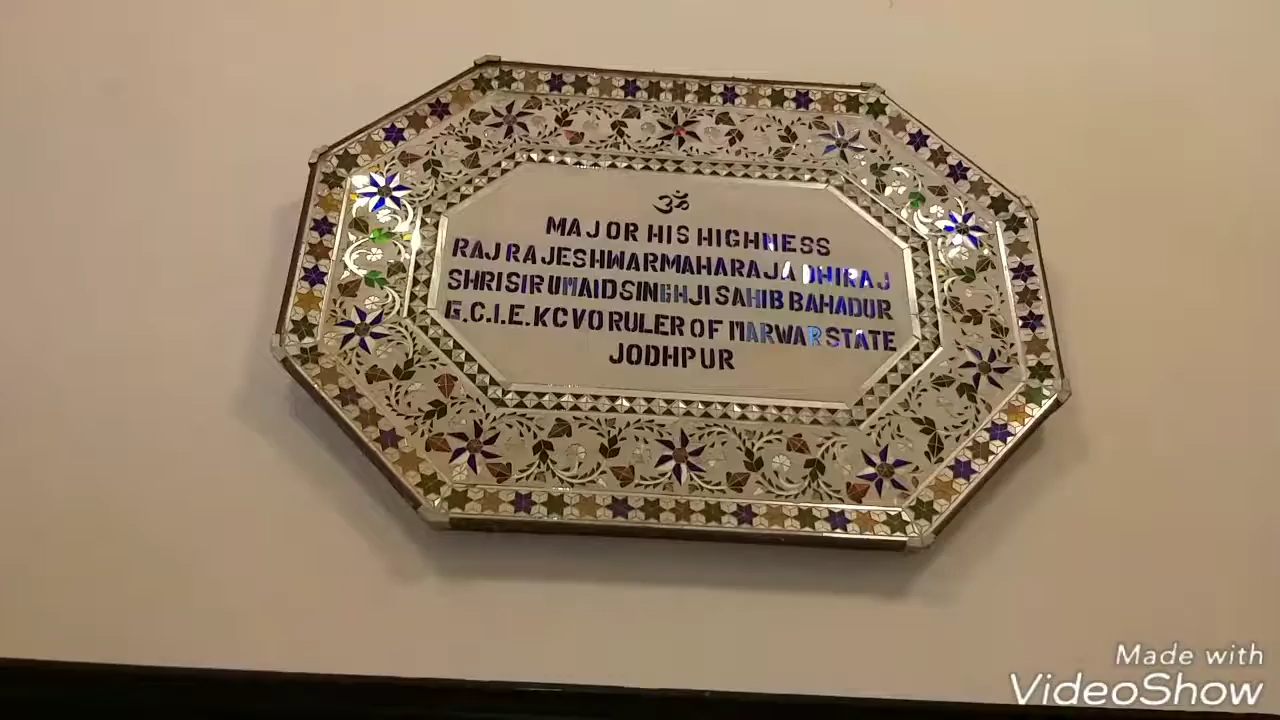 ॐ
MAJOR HIS HIGHNESS
RAJ RAJESHWAR MAHARAJA DHIRAJ
SHRI SIR UMAID SINGHJI SAHIB BAHADUR
G.C.I.E. KCVO RULER OF MARWAR STATE
JODHPUR
Made with
VideoShow